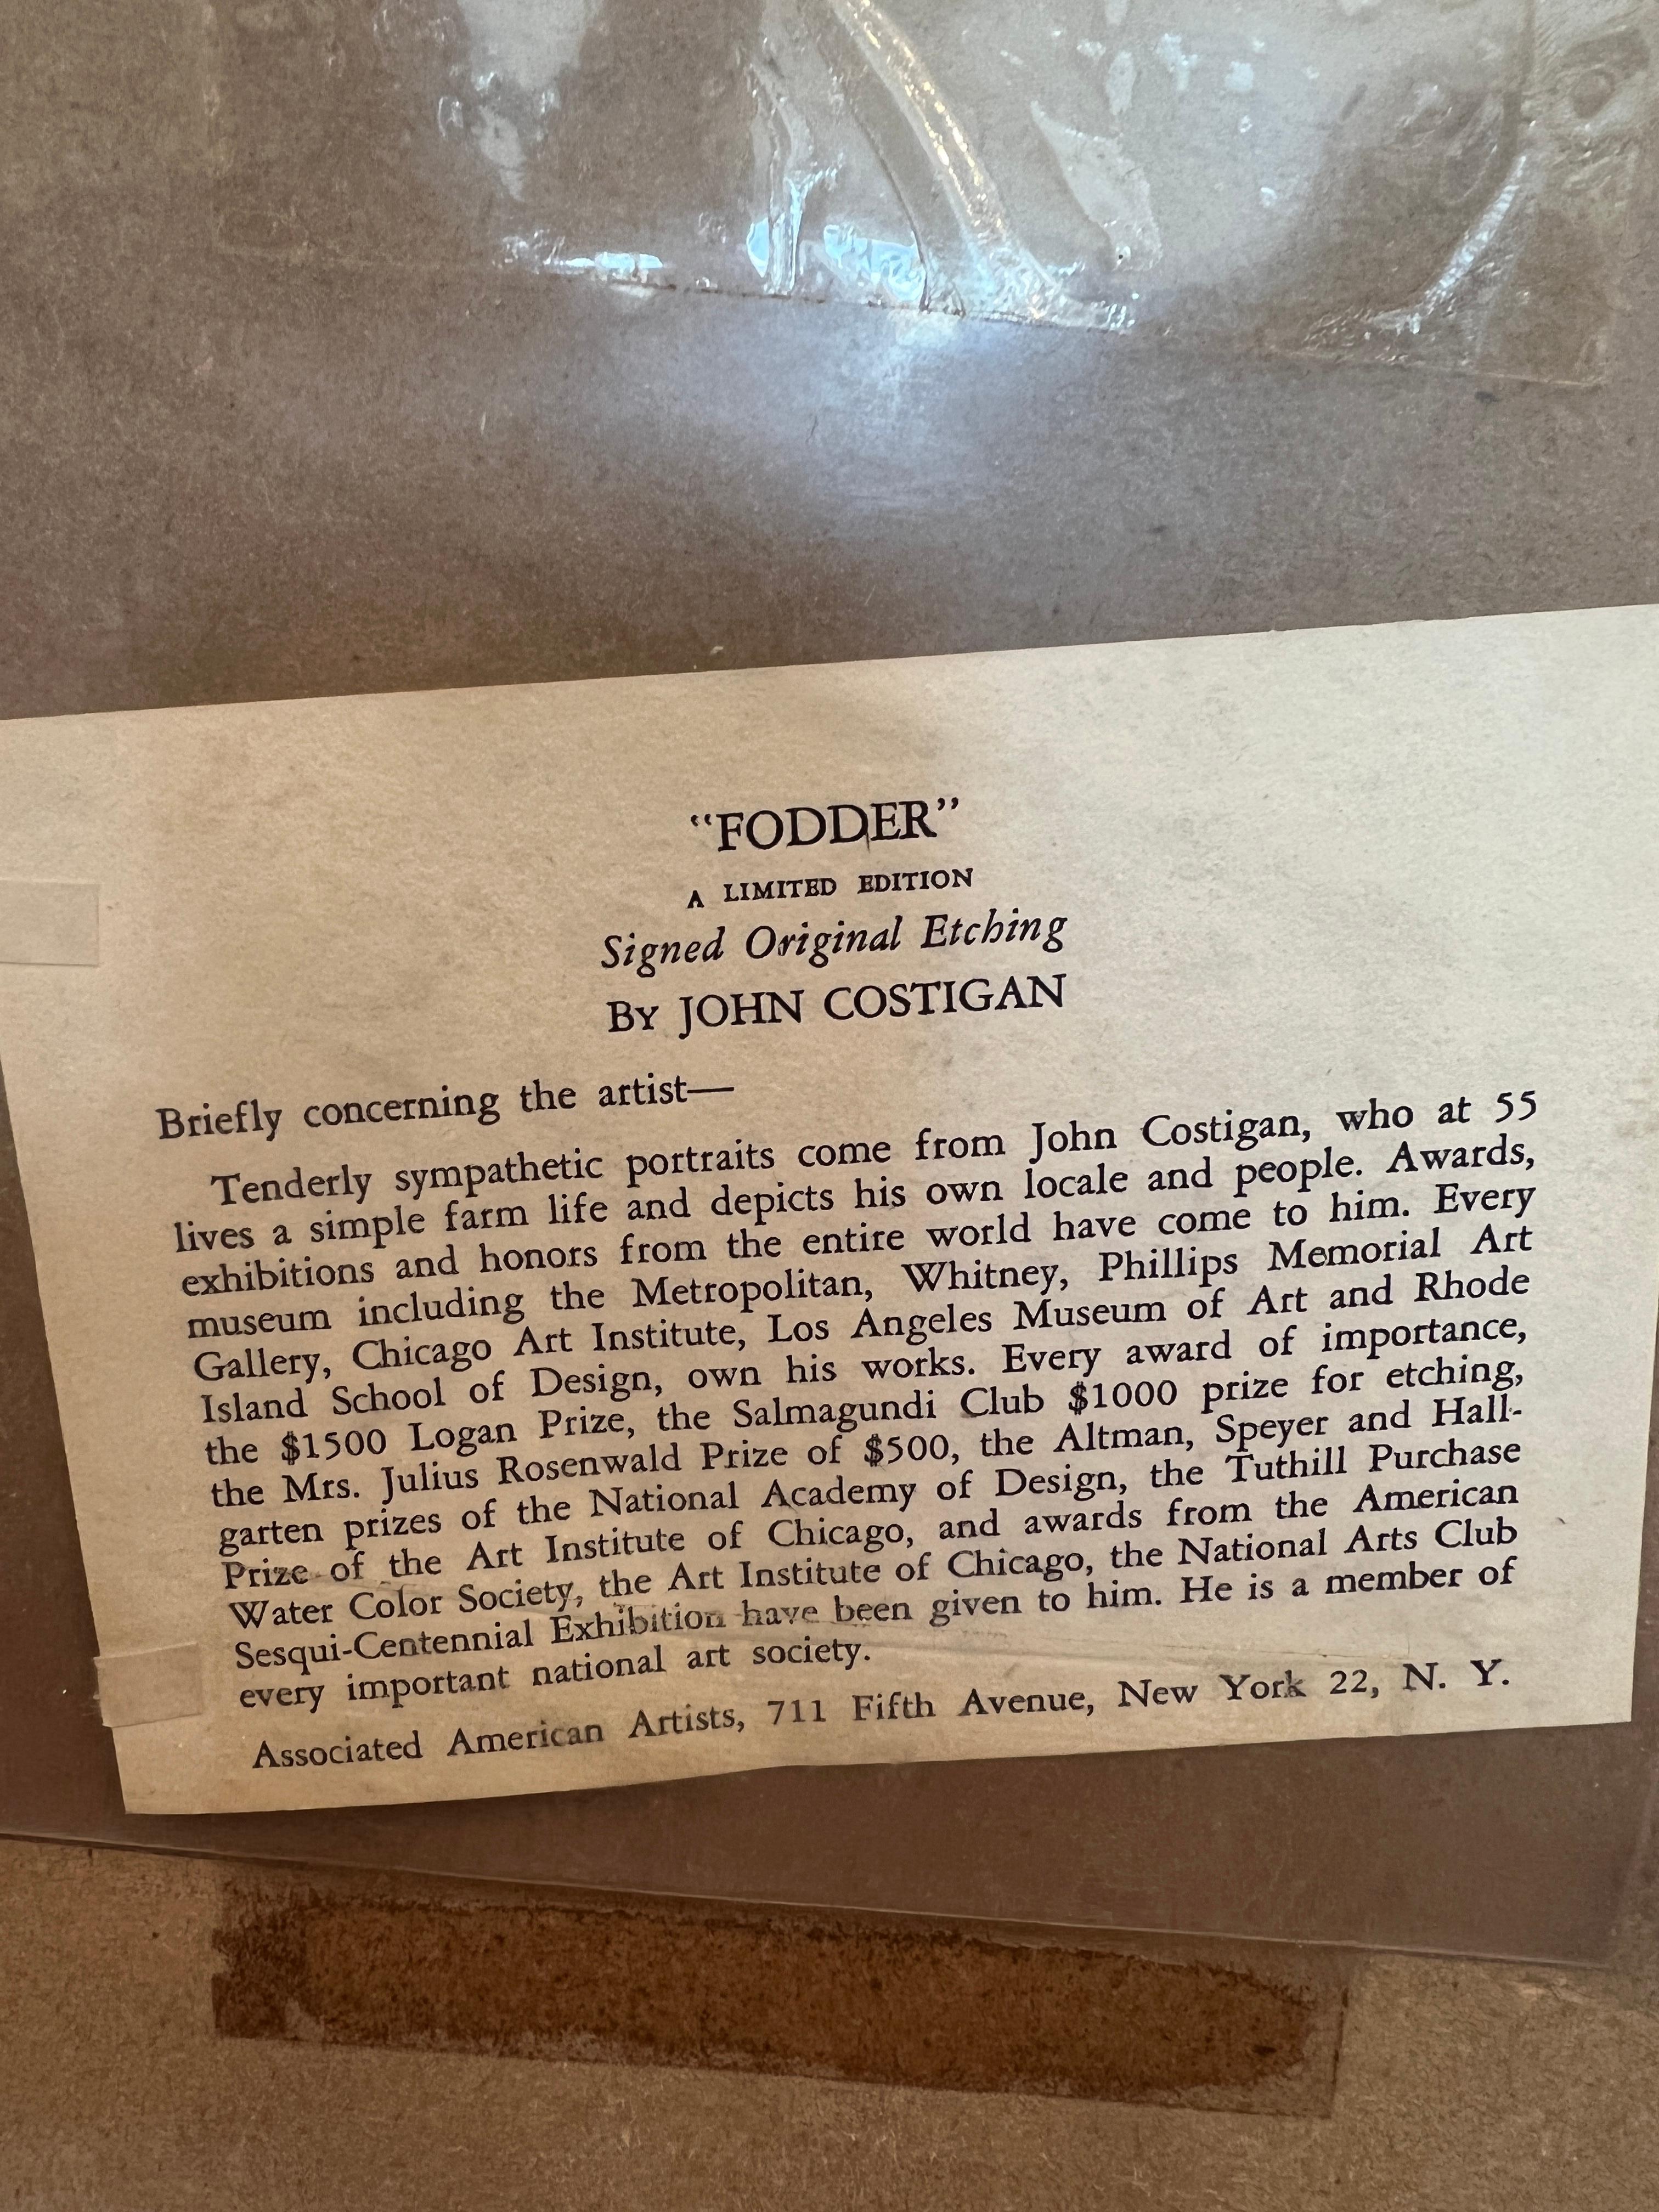 “FODDER”
A LIMITED EDITION
Signed Original Etching
By JOHN COSTIGAN
Briefly concerning the artist—
Tenderly sympathetic portraits come from John Costigan, who at 55
lives a simple farm life and depicts his own locale and people. Awards,
exhibitions and honors from the entire world have come to him. Every
museum including the Metropolitan, Whitney, Phillips Memorial Art
Gallery, Chicago Art Institute, Los Angeles Museum of Art and Rhode
Island School of Design, own his works. Every award of importance,
the $1500 Logan Prize, the Salmagundi Club $1000 prize for etching,
the Mrs. Julius Rosenwald Prize of $500, the Altman, Speyer and Hall-
garten prizes of the National Academy of Design, the Tuthill Purchase
Prize of the Art Institute of Chicago, and awards from the American
Water Color Society, the Art Institute of Chicago, the National Arts Club
Sesqui-Centennial Exhibition have been given to him. He is a member of
every important national art society.
Associated American Artists, 711 Fifth Avenue, New York 22, N. Y.